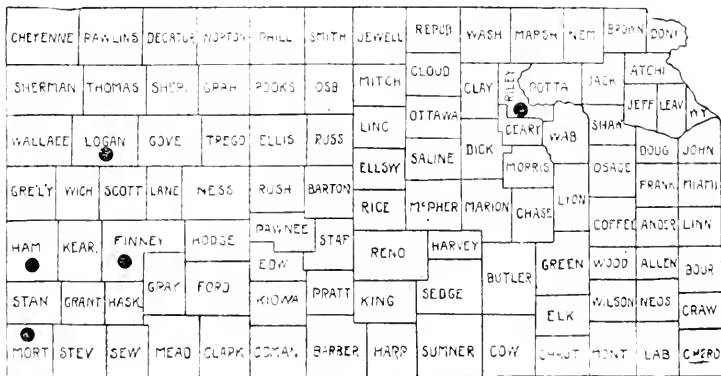 CHEYENNE RAWLINS DECATUR NORTON PHILL SMITH JEWELL REPUB WASH MARSH NEM BROWN DONI
SHERMAN THOMAS SHER. GRAH ROOKS OSB MITCH CLOUD CLAY RILEY POTTA JACK ATCHI
JEFF LEAV WY
WALLACE LOGAN GOVE TREGO ELLIS RUSS LINC OTTAWA DICK GEARY WAB SHAW DOUG JOHN
ELLSW SALINE MORRIS OSAGE
GRE'LY WICH SCOTT LANE NESS RUSH BARTON RICE McPHER MARION CHASE LYON FRANK MIAMI
COFFEE ANDER LINN
HAM KEAR. FINNEY HODGE PAWNEE STAF RENO HARVEY
EDW BUTLER GREEN WOOD ALLEN BOUR
STAN GRANT HASK GRAY FORD KIOWA PRATT KING SEDGE ELK WILSON NEOS CRAW
MORT STEV SEW MEAD CLARK COMAN BARBER HARP SUMNER COW CHAUT MONT LAB CHERO